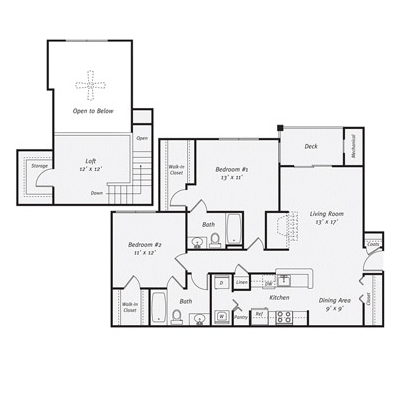 Open to Below
Open
Storage
Loft
12' x 12'
Down
Walk-in
Closet
Bedroom #1
13' x 11'
Deck
Mechanical
Bath
Living Room
13' x 17'
Coats
Bedroom #2
11' x 12'
Walk-in
Closet
Bath
D
Linen
DW
W
Pantry
Ref
Kitchen
Dining Area
9' x 9'
Closet